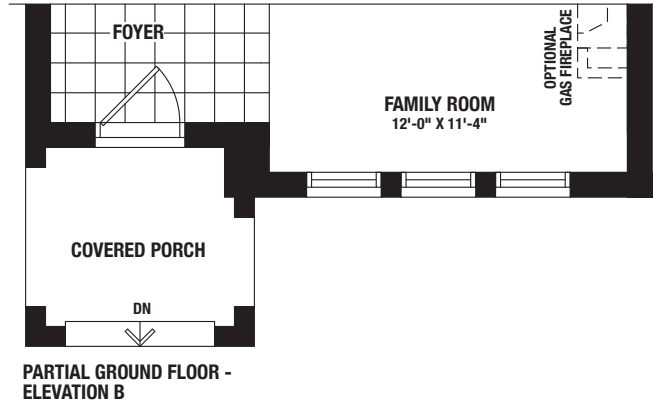 FOYER
OPTIONAL
GAS FIREPLACE
FAMILY ROOM
12'-0" X 11'-4"
COVERED PORCH
DN
PARTIAL GROUND FLOOR -
ELEVATION B